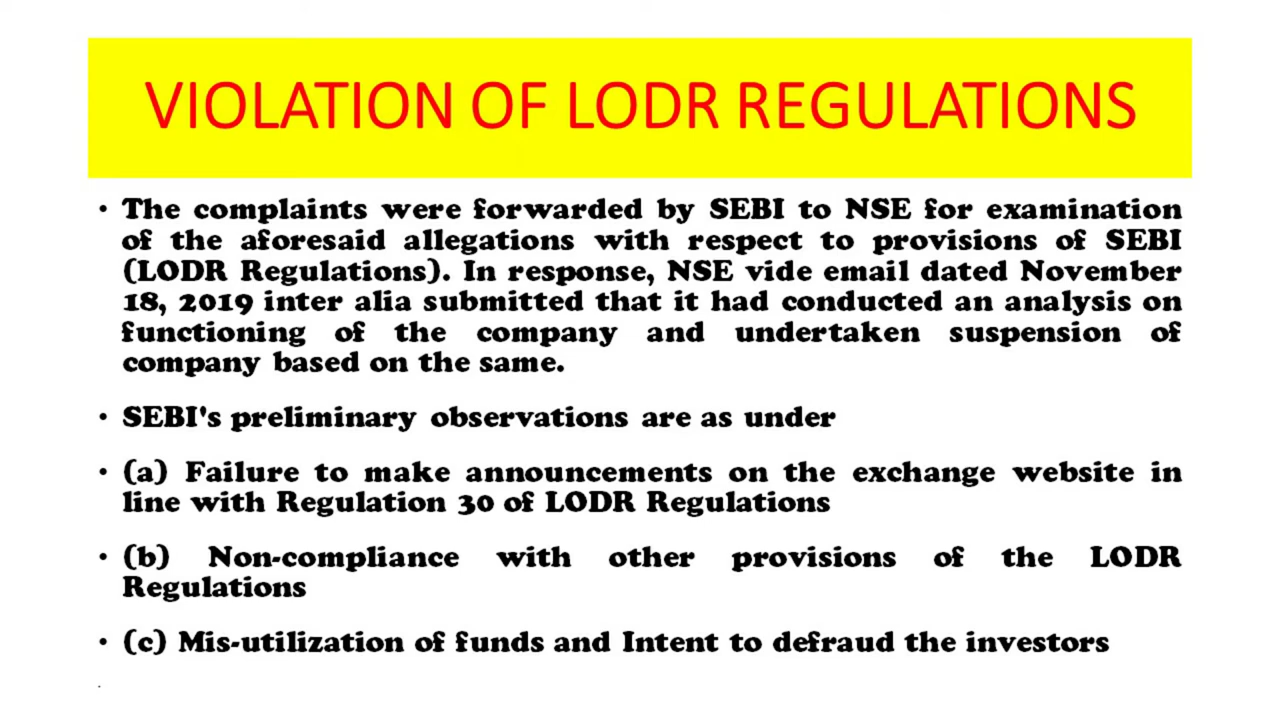 VIOLATION OF LODR REGULATIONS
• The complaints were forwarded by SEBI to NSE for examination
of the aforesaid allegations with respect to provisions of SEBI
(LODR Regulations). In response, NSE vide email dated November
18, 2019 inter alia submitted that it had conducted an analysis on
functioning of the company and undertaken suspension of
company based on the same.
• SEBI's preliminary observations are as under
• (a) Failure to make announcements on the exchange website in
line with Regulation 30 of LODR Regulations
• (b) Non-compliance with other provisions of the LODR
Regulations
• (c) Mis-utilization of funds and Intent to defraud the investors
.